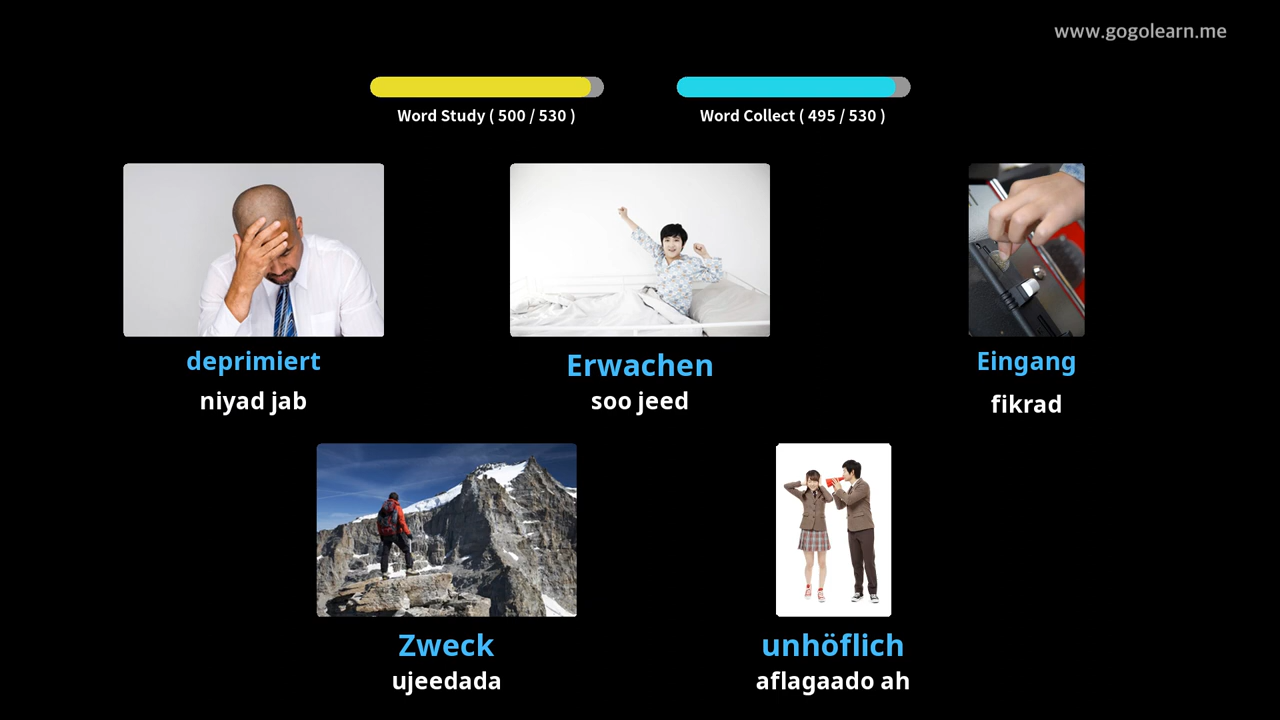 www.gogolearn.me
Word Study ( 500 / 530 )
Word Collect ( 495 / 530 )
deprimiert
niyad jab
Erwachen
soo jeed
Eingang
fikrad
Zweck
ujeedada
unhöflich
aflagaado ah